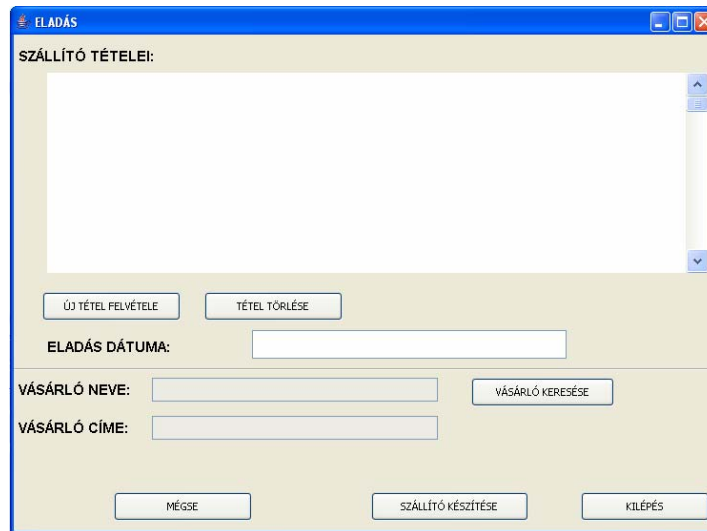 ELADÁS
SZÁLLÍTÓ TÉTELEI:
ÚJ TÉTEL FELVÉTELE TÉTEL TÖRLÉSE
ELADÁS DÁTUMA:
VÁSÁRLÓ NEVE: VÁSÁRLÓ KERESÉSE
VÁSÁRLÓ CÍME:
MÉGSE SZÁLLÍTÓ KÉSZÍTÉSE KILÉPÉS